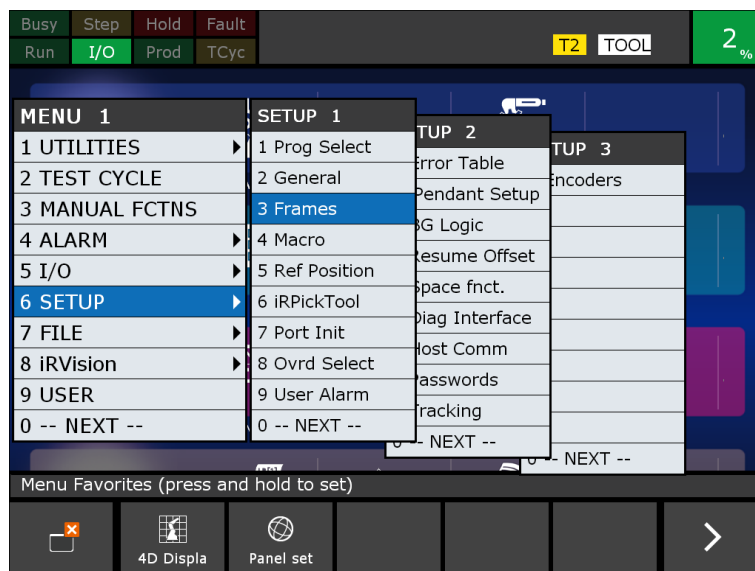 Busy Step Hold Fault
Run I/O Prod TCyc
T2 TOOL
2%
MENU 1
1 UTILITIES
2 TEST CYCLE
3 MANUAL FCTNS
4 ALARM
5 I/O
6 SETUP
7 FILE
8 iRVision
9 USER
0 -- NEXT --
SETUP 1
1 Prog Select
2 General
3 Frames
4 Macro
5 Ref Position
6 iRPickTool
7 Port Init
8 Ovrd Select
9 User Alarm
0 -- NEXT --
TUP 2
Error Table
Pendant Setup
BG Logic
Resume Offset
Space fnct.
Diag Interface
Host Comm
Passwords
Tracking
0 -- NEXT --
TUP 3
Encoders
0 -- NEXT --
Menu Favorites (press and hold to set)
4D Displa
Panel set